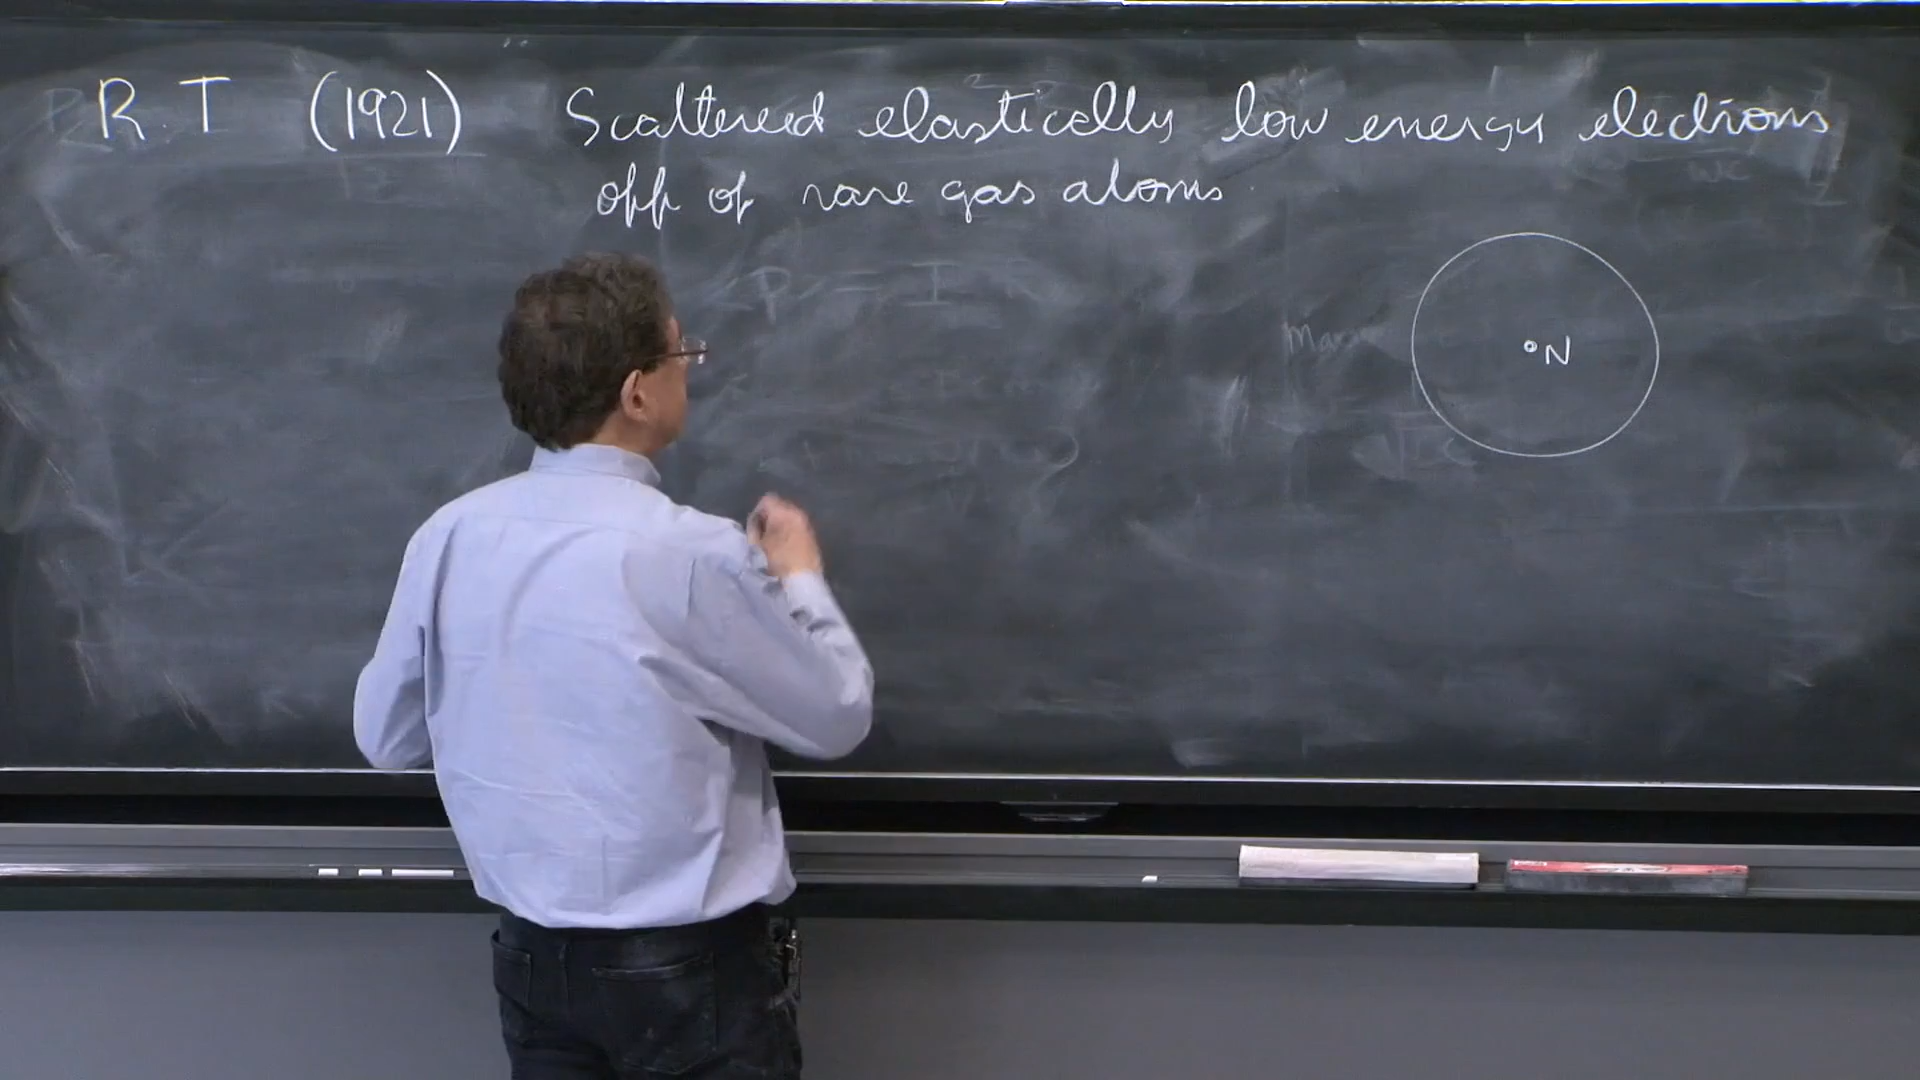 R.T (1921) Scattered elastically low energy electrons
off of rare gas atoms.
N